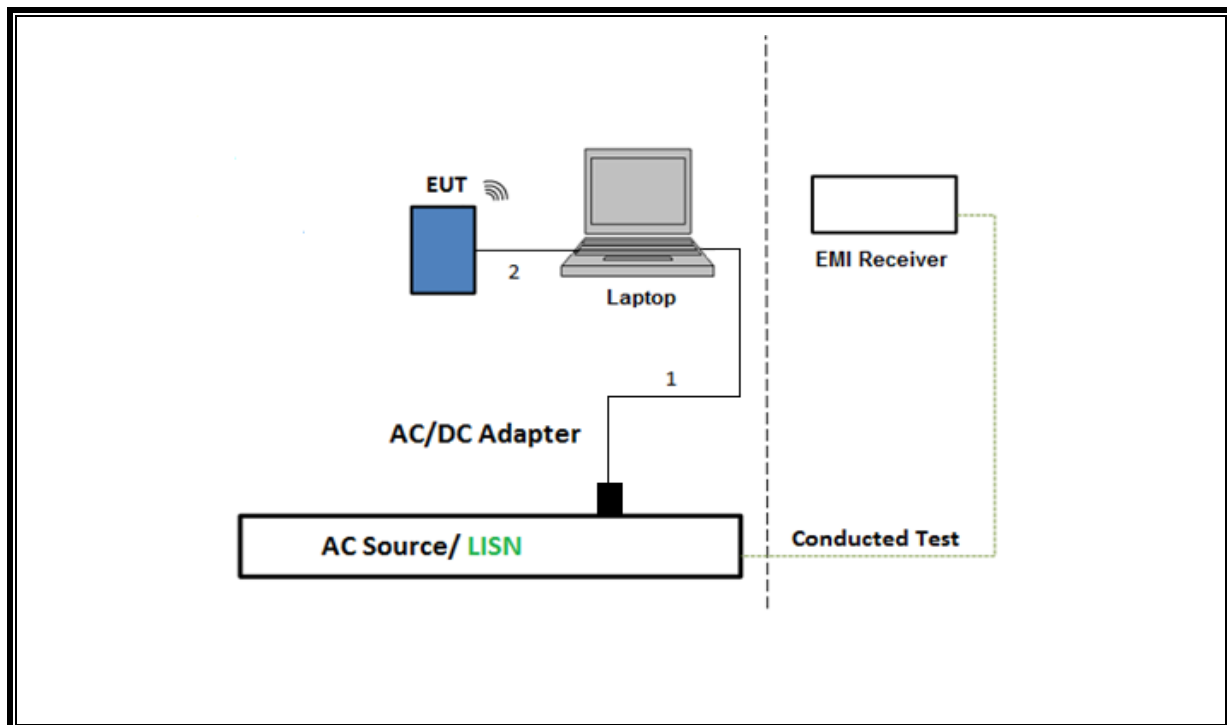 EUT
2
Laptop
EMI Receiver
1
AC/DC Adapter
AC Source/ LISN
Conducted Test